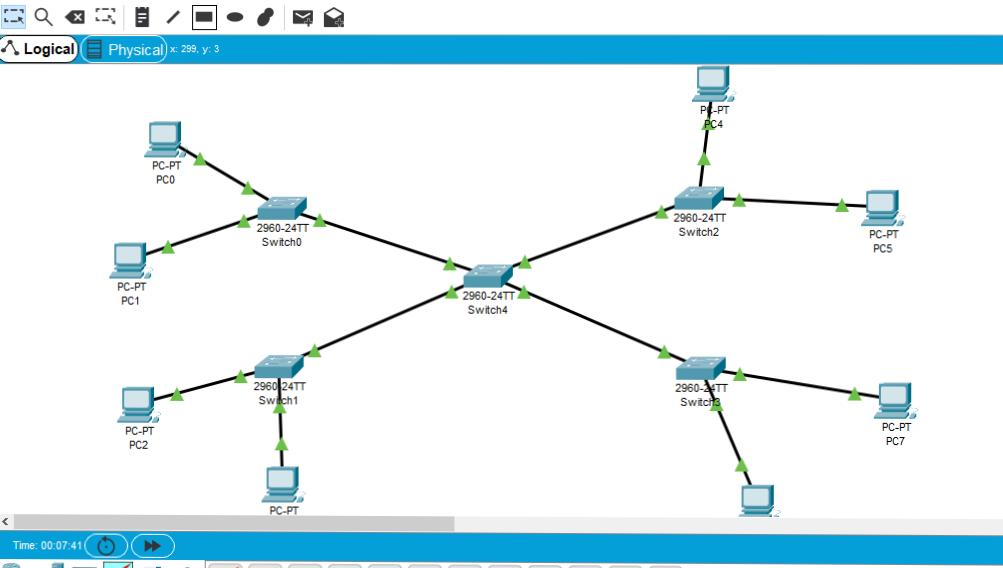 Logical
Physical x: 299, y: 3
PC-PT
PC4
PC-PT
PC0
2960-24TT
Switch0
2960-24TT
Switch2
PC-PT
PC5
PC-PT
PC1
2960-24TT
Switch4
2960-24TT
Switch1
2960-24TT
Switch3
PC-PT
PC2
PC-PT
PC7
PC-PT
Time: 00:07:41